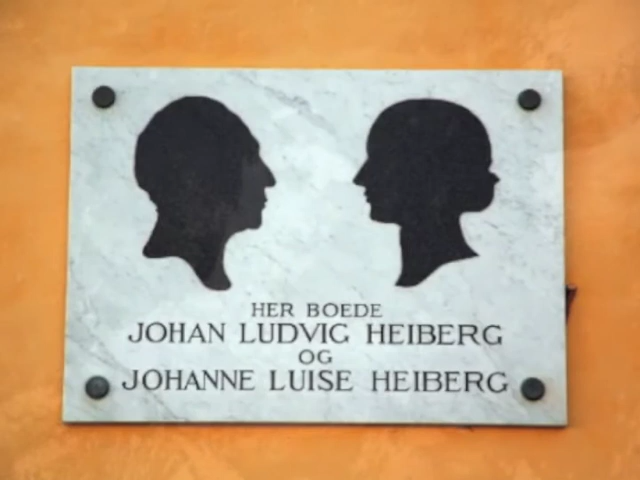 HER BOEDE
JOHAN LUDVIG HEIBERG
OG
JOHANNE LUISE HEIBERG